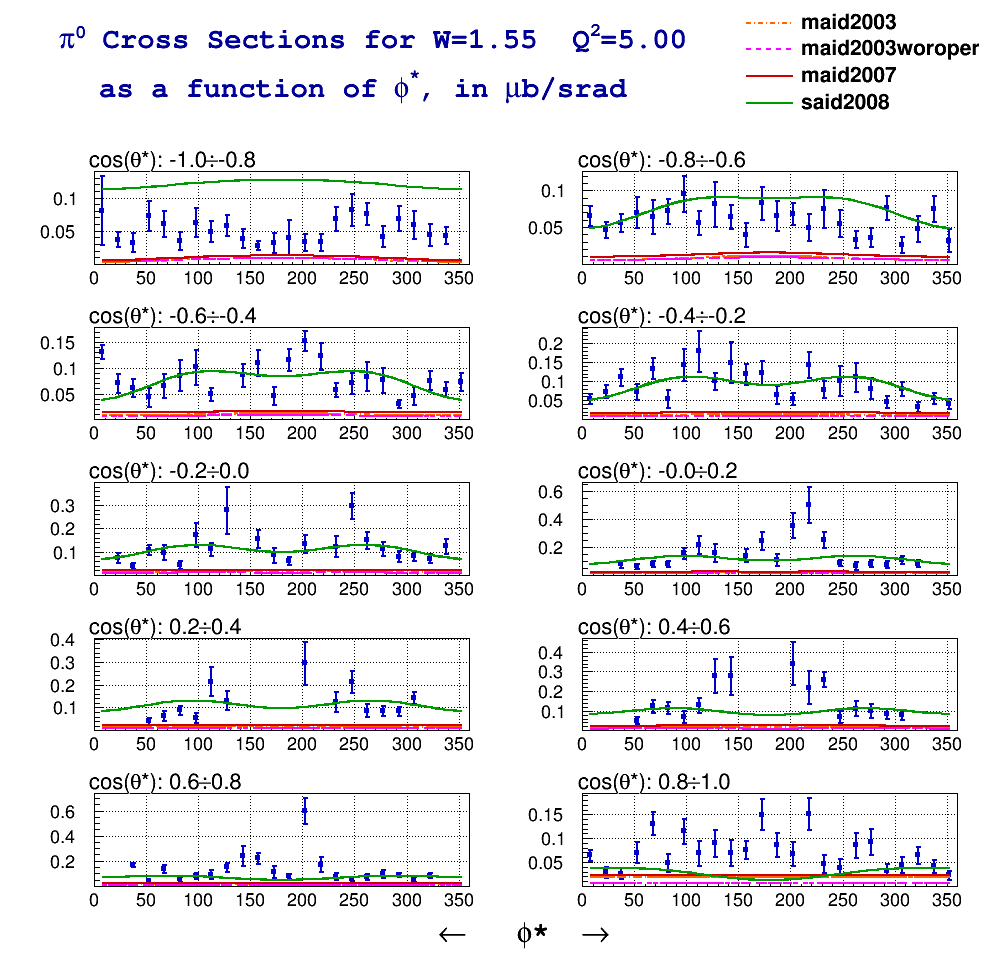 π⁰ Cross Sections for W=1.55 Q²=5.00
as a function of ϕ*, in μb/srad
maid2003
maid2003woroper
maid2007
said2008
cos(θ*): -1.0÷-0.8
0.1
0.05
0 50 100 150 200 250 300 350
cos(θ*): -0.8÷-0.6
0.1
0.05
0 50 100 150 200 250 300 350
cos(θ*): -0.6÷-0.4
0.15
0.1
0.05
0 50 100 150 200 250 300 350
cos(θ*): -0.4÷-0.2
0.2
0.15
0.1
0.05
0 50 100 150 200 250 300 350
cos(θ*): -0.2÷0.0
0.3
0.2
0.1
0 50 100 150 200 250 300 350
cos(θ*): -0.0÷0.2
0.6
0.4
0.2
0 50 100 150 200 250 300 350
cos(θ*): 0.2÷0.4
0.4
0.3
0.2
0.1
0 50 100 150 200 250 300 350
cos(θ*): 0.4÷0.6
0.4
0.3
0.2
0.1
0 50 100 150 200 250 300 350
cos(θ*): 0.6÷0.8
0.6
0.4
0.2
0 50 100 150 200 250 300 350
cos(θ*): 0.8÷1.0
0.15
0.1
0.05
0 50 100 150 200 250 300 350
← ϕ* →